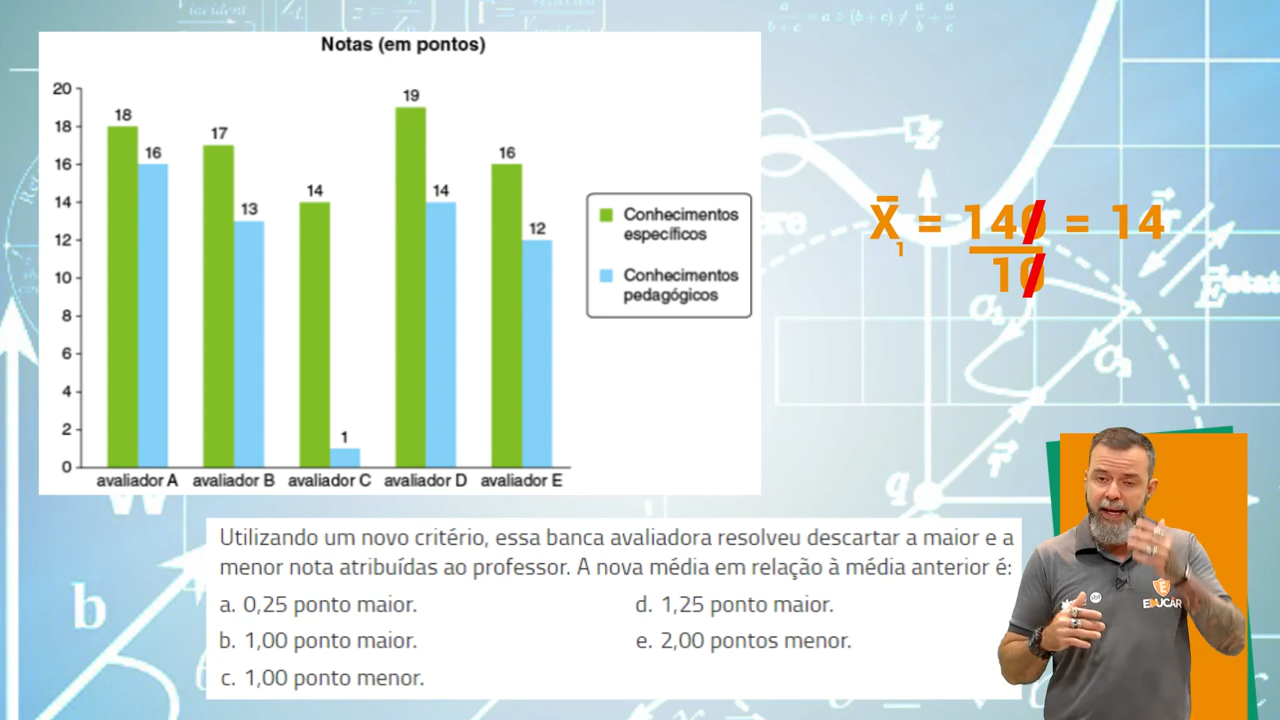 Notas (em pontos)
20
18
16
14
12
10
8
6
4
2
0
18
16
17
13
14
1
19
14
16
12
avaliador A
avaliador B
avaliador C
avaliador D
avaliador E
Conhecimentos
específicos
Conhecimentos
pedagógicos
X̄₁ = 140 = 14
10
Utilizando um novo critério, essa banca avaliadora resolveu descartar a maior e a
menor nota atribuídas ao professor. A nova média em relação à média anterior é:
a. 0,25 ponto maior.
b. 1,00 ponto maior.
c. 1,00 ponto menor.
d. 1,25 ponto maior.
e. 2,00 pontos menor.
EDUCAR
b
q